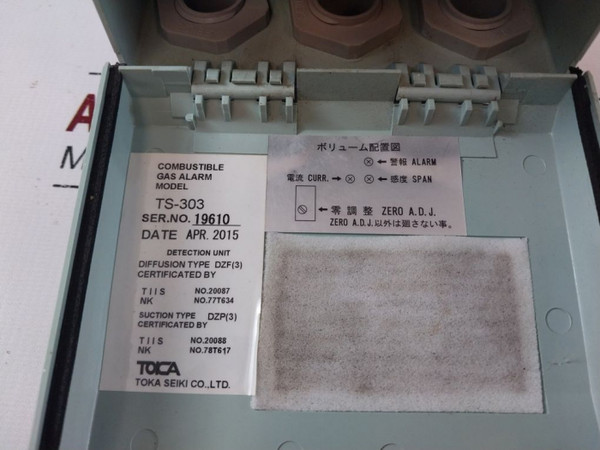 COMBUSTIBLE
GAS ALARM
MODEL
TS-303
SER.NO. 19610
DATE APR. 2015
DETECTION UNIT
DIFFUSION TYPE DZF(3)
CERTIFICATED BY
TIIS NO.20087
NK NO.77T634
SUCTION TYPE DZP(3)
CERTIFICATED BY
TIIS NO.20088
NK NO.78T617
TOKA
TOKA SEIKI CO.,LTD.
ボリューム配置図
警報 ALARM
電流 CURR. 感度 SPAN
零調整 ZERO A.D.J.
ZERO A.D.J.以外は廻さない事。